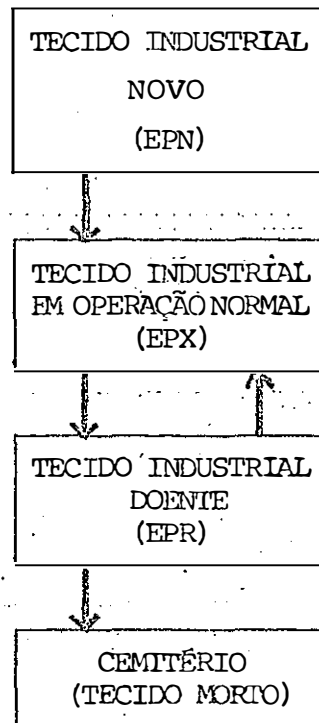 TECIDO INDUSTRIAL
NOVO
(EPN)
TECIDO INDUSTRIAL
EM OPERAÇÃO NORMAL
(EPX)
TECIDO INDUSTRIAL
DOENTE
(EPR)
CEMITÉRIO
(TECIDO MORTO)